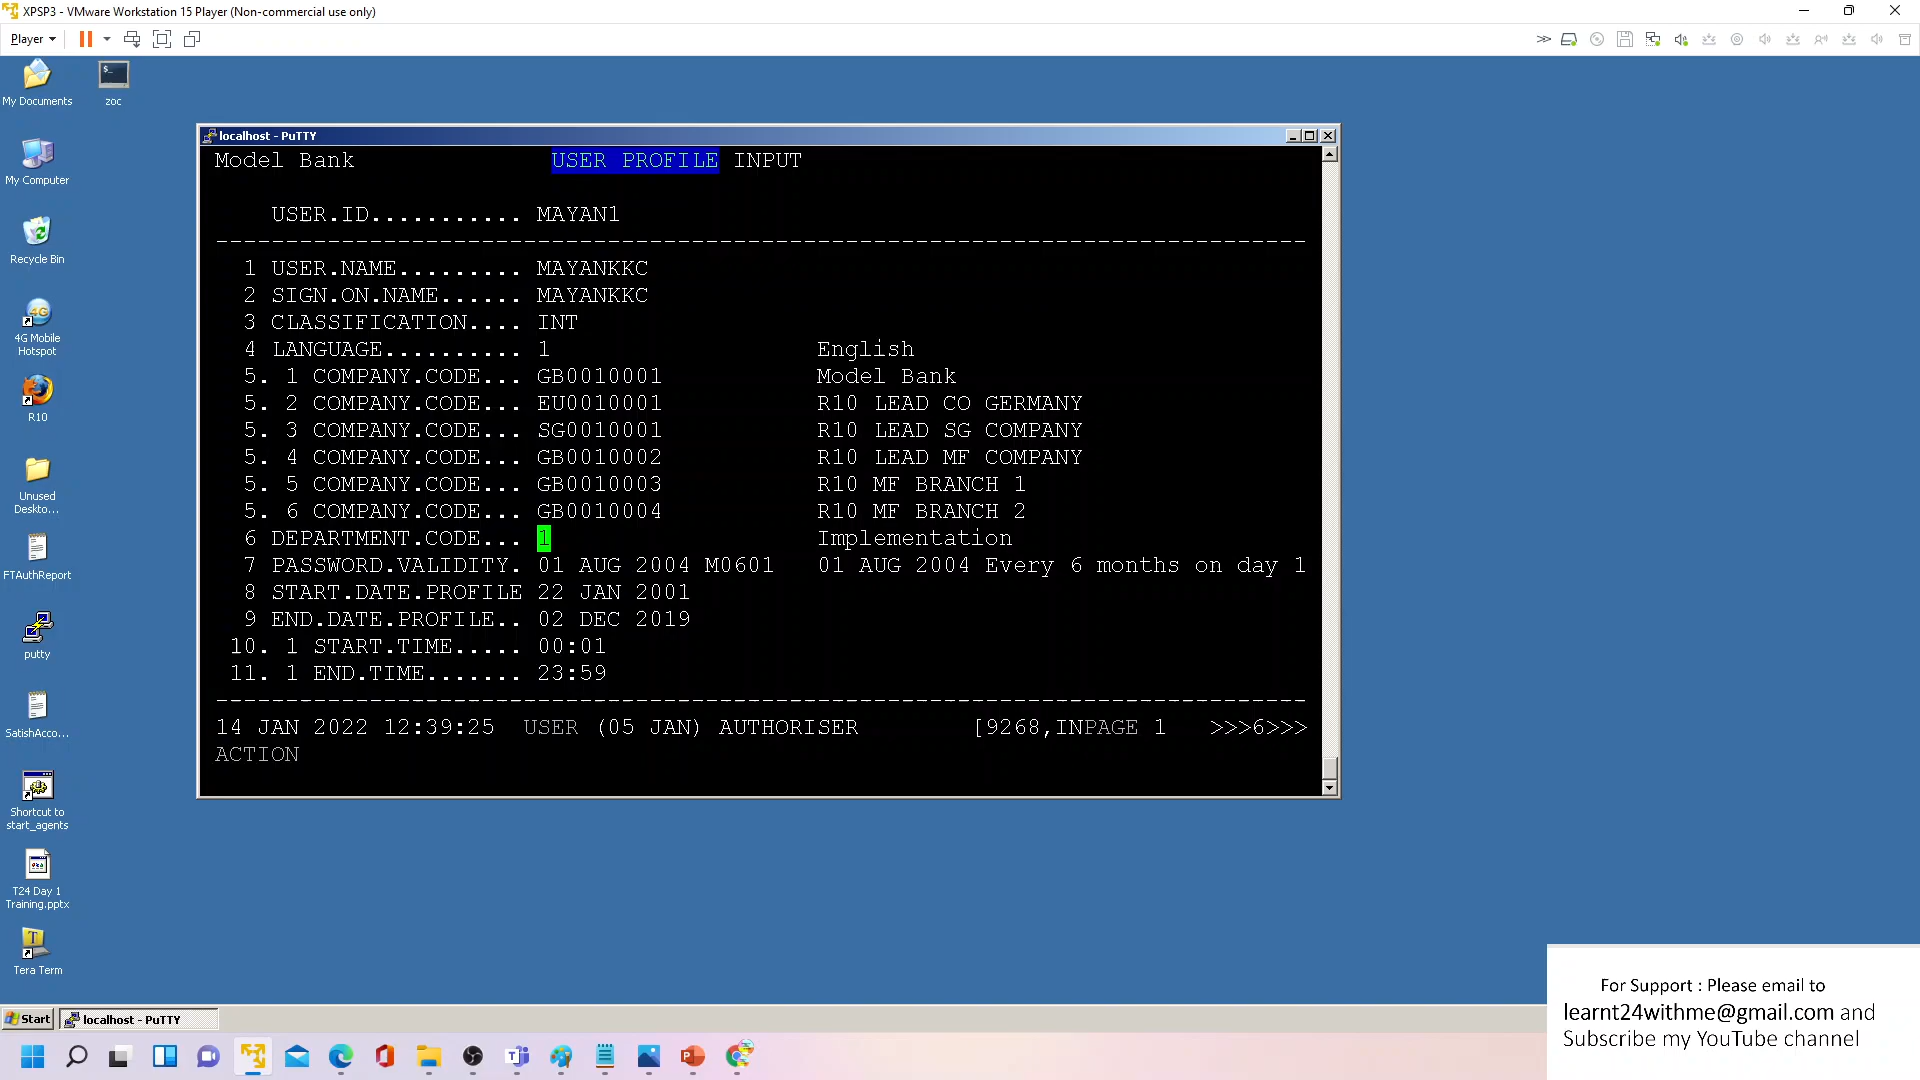 XPSP3 - VMware Workstation 15 Player (Non-commercial use only)
Player
My Documents
zoc
My Computer
Recycle Bin
4G Mobile
Hotspot
R10
Unused
Deskto...
FTAuthReport
putty
SatishAcco...
Shortcut to
start_agents
T24 Day 1
Training.pptx
Tera Term
localhost - PuTTY
Model Bank USER PROFILE INPUT
USER.ID........... MAYAN1
--------------------------------------------------------------------------------
1 USER.NAME......... MAYANKKC
2 SIGN.ON.NAME...... MAYANKKC
3 CLASSIFICATION.... INT
4 LANGUAGE.......... 1 English
5. 1 COMPANY.CODE... GB0010001 Model Bank
5. 2 COMPANY.CODE... EU0010001 R10 LEAD CO GERMANY
5. 3 COMPANY.CODE... SG0010001 R10 LEAD SG COMPANY
5. 4 COMPANY.CODE... GB0010002 R10 LEAD MF COMPANY
5. 5 COMPANY.CODE... GB0010003 R10 MF BRANCH 1
5. 6 COMPANY.CODE... GB0010004 R10 MF BRANCH 2
6 DEPARTMENT.CODE... 1 Implementation
7 PASSWORD.VALIDITY. 01 AUG 2004 M0601 01 AUG 2004 Every 6 months on day 1
8 START.DATE.PROFILE 22 JAN 2001
9 END.DATE.PROFILE.. 02 DEC 2019
10. 1 START.TIME..... 00:01
11. 1 END.TIME....... 23:59
--------------------------------------------------------------------------------
14 JAN 2022 12:39:25 USER (05 JAN) AUTHORISER [9268,INPAGE 1 >>>6>>>
ACTION
Start
localhost - PuTTY
For Support : Please email to
learnt24withme@gmail.com and
Subscribe my YouTube channel